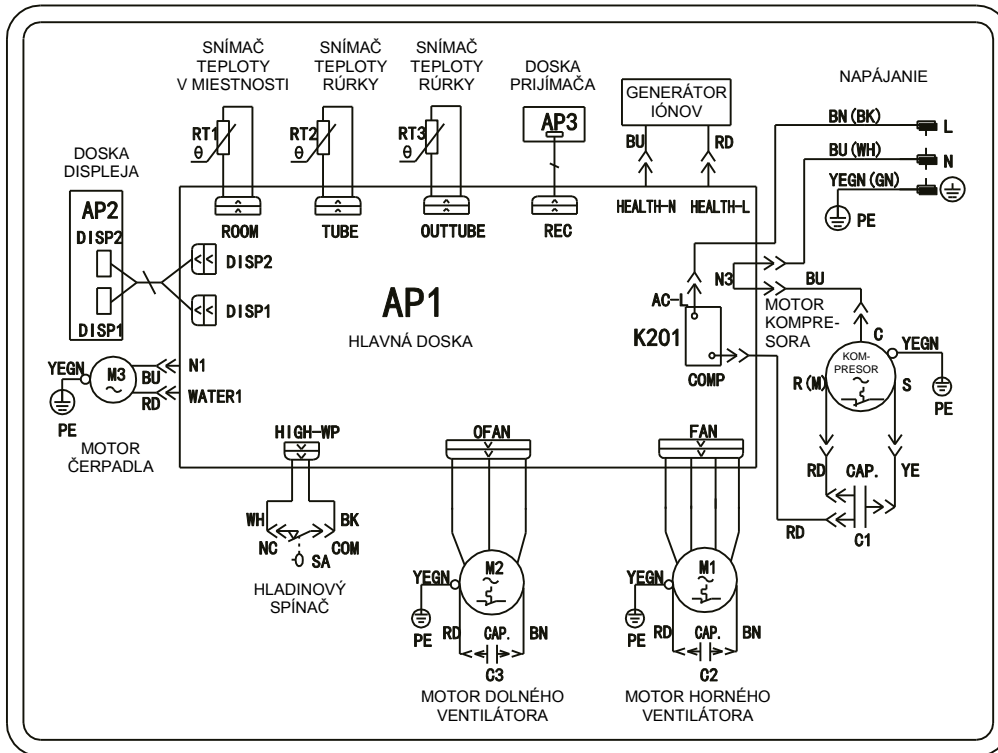 SNÍMAČ
TEPLOTY
V MIESTNOSTI
SNÍMAČ
TEPLOTY
RÚRKY
SNÍMAČ
TEPLOTY
RÚRKY
DOSKA
PRIJÍMAČA
GENERÁTOR
IÓNOV
NAPÁJANIE
RT1
θ
RT2
θ
RT3
θ
AP3
BU
RD
BN(BK)
L
BU(WH)
N
YEGN(GN)
PE
DOSKA
DISPLEJA
AP2
DISP2
DISP1
ROOM
TUBE
OUTTUBE
REC
HEALTH-N
HEALTH-L
DISP2
DISP1
AP1
HLAVNÁ DOSKA
AC-L
K201
COMP
N3
BU
MOTOR
KOMPRE-
SORA
C
YEGN
KOM-
PRESOR
R(M)
S
PE
YEGN
M3
BU
RD
N1
WATER1
PE
MOTOR
ČERPADLA
HIGH-WP
OFAN
FAN
RD
CAP.
YE
C1
RD
WH
BK
NC
COM
SA
HLADINOVÝ
SPÍNAČ
YEGN
M2
PE
RD
CAP.
BN
C3
MOTOR DOLNÉHO
VENTILÁTORA
YEGN
M1
PE
RD
CAP.
BN
C2
MOTOR HORNÉHO
VENTILÁTORA